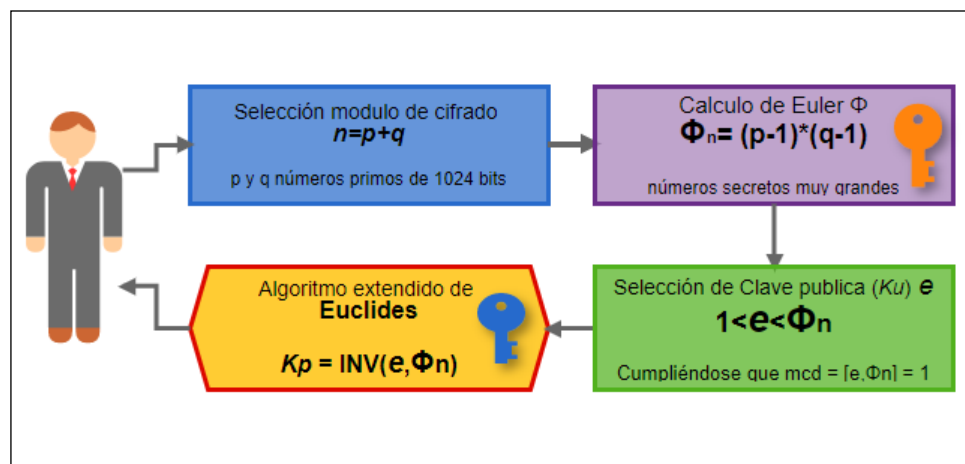 Selección modulo de cifrado
n=p+q
p y q números primos de 1024 bits
Calculo de Euler Φ
Φn= (p-1)*(q-1)
números secretos muy grandes
Selección de Clave publica (Ku) e
1<e<Φn
Cumpliéndose que mcd = [e,Φn] = 1
Algoritmo extendido de
Euclides
Kp = INV(e,Φn)